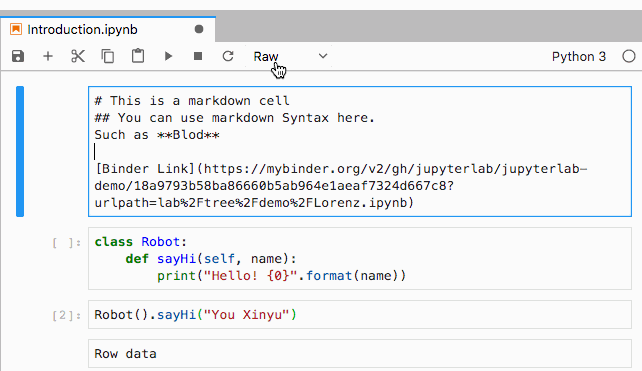 Introduction.ipynb
Raw
Python 3
# This is a markdown cell
## You can use markdown Syntax here.
Such as **Blod**
[Binder Link](https://mybinder.org/v2/gh/jupyterlab/jupyterlab-
demo/18a9793b58ba86660b5ab964e1aeaf7324d667c8?
urlpath=lab%2Ftree%2Fdemo%2FLorenz.ipynb)
[ ]: class Robot:
def sayHi(self, name):
print("Hello! {0}".format(name))
[2]: Robot().sayHi("You Xinyu")
Row data